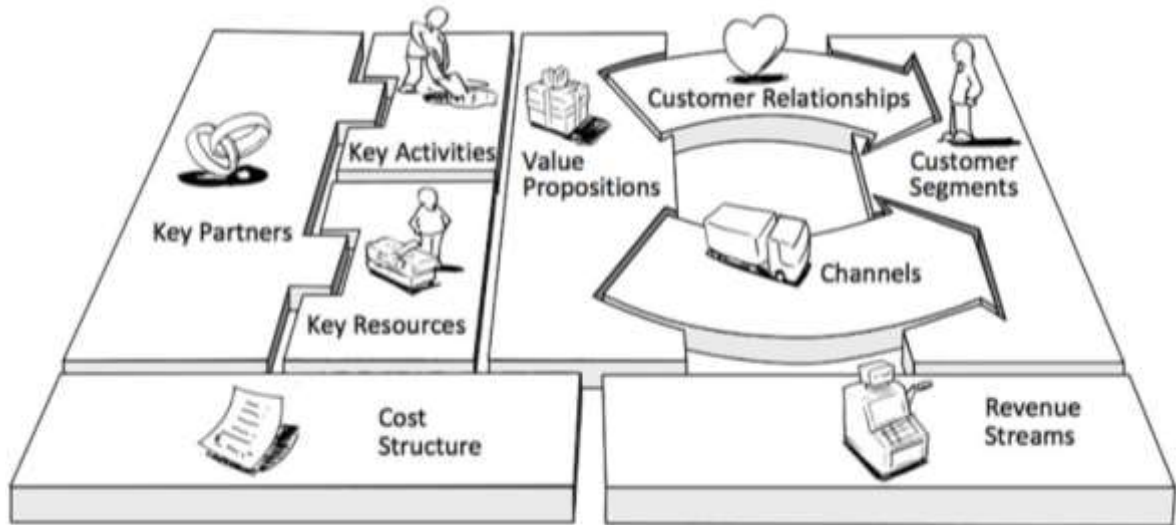 Customer Relationships
Key Activities
Value
Propositions
Customer
Segments
Key Partners
Channels
Key Resources
Cost
Structure
Revenue
Streams